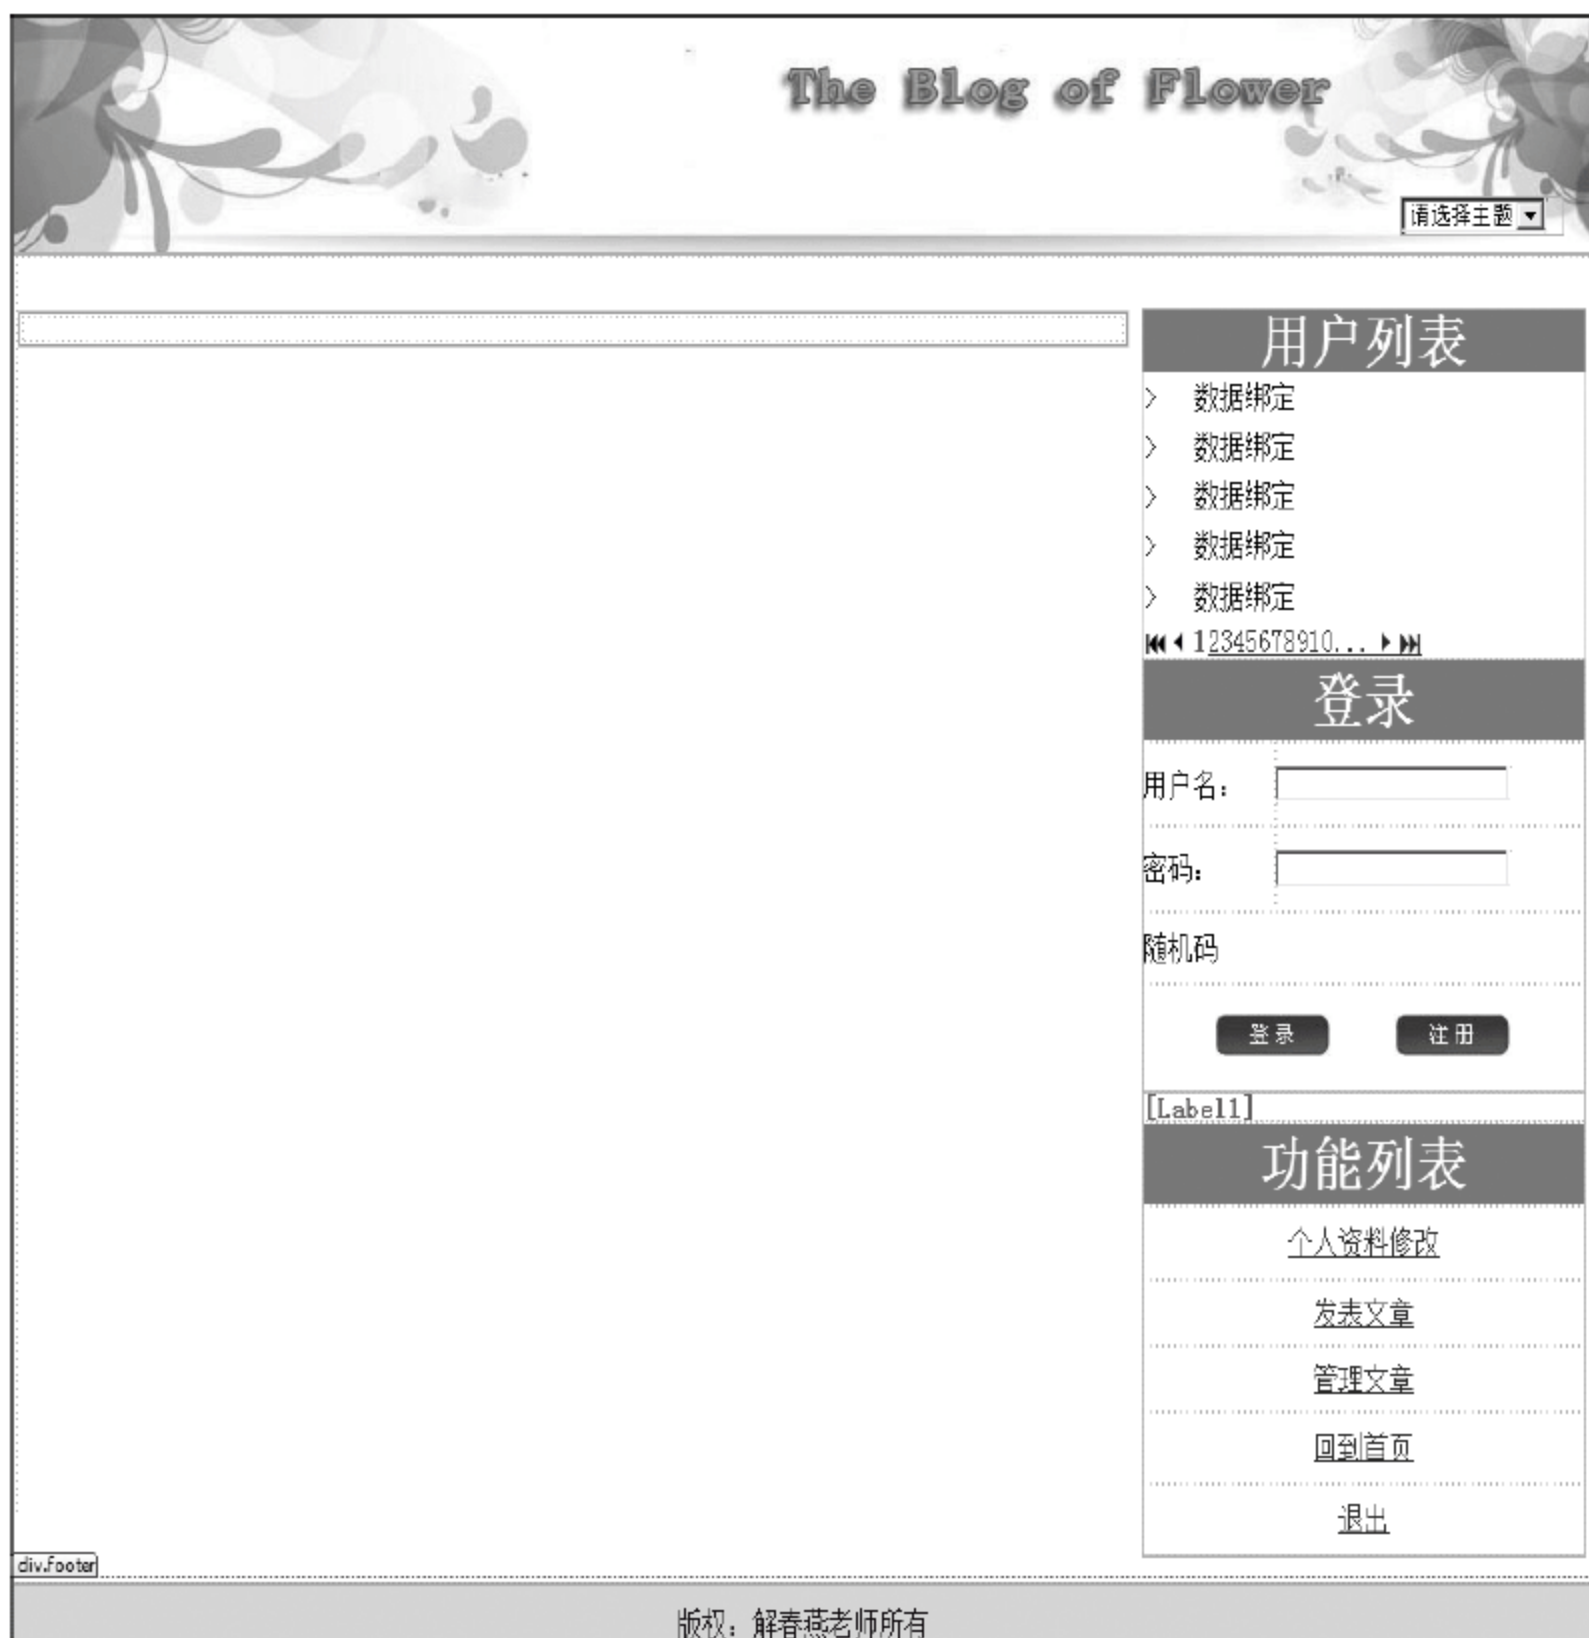 The Blog of Flower
请选择主题
用户列表
> 数据绑定
> 数据绑定
> 数据绑定
> 数据绑定
> 数据绑定
12345678910...
登录
用户名：
密码：
随机码
登录 注册
[Label1]
功能列表
个人资料修改
发表文章
管理文章
回到首页
退出
div.footer
版权：解春燕老师所有